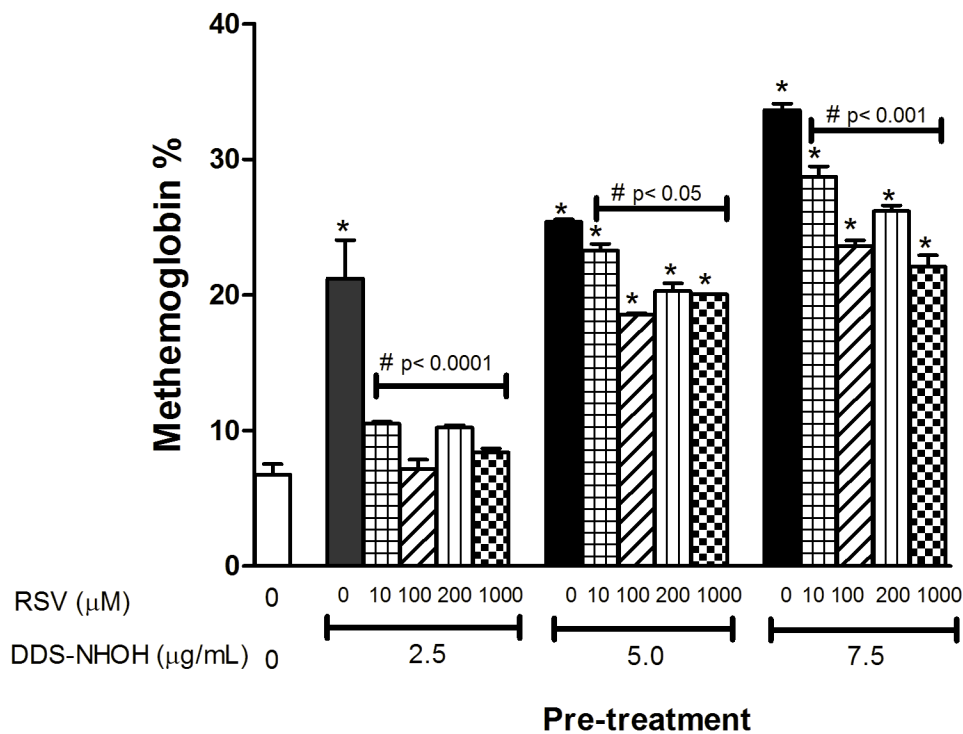 Methemoglobin %
40
30
20
10
0
*
# p< 0.0001
* * * * *
# p< 0.05
* * * * *
# p< 0.001
RSV (μM) 0 0 10 100 200 1000 0 10 100 200 1000 0 10 100 200 1000
DDS-NHOH (μg/mL) 0 2.5 5.0 7.5
Pre-treatment